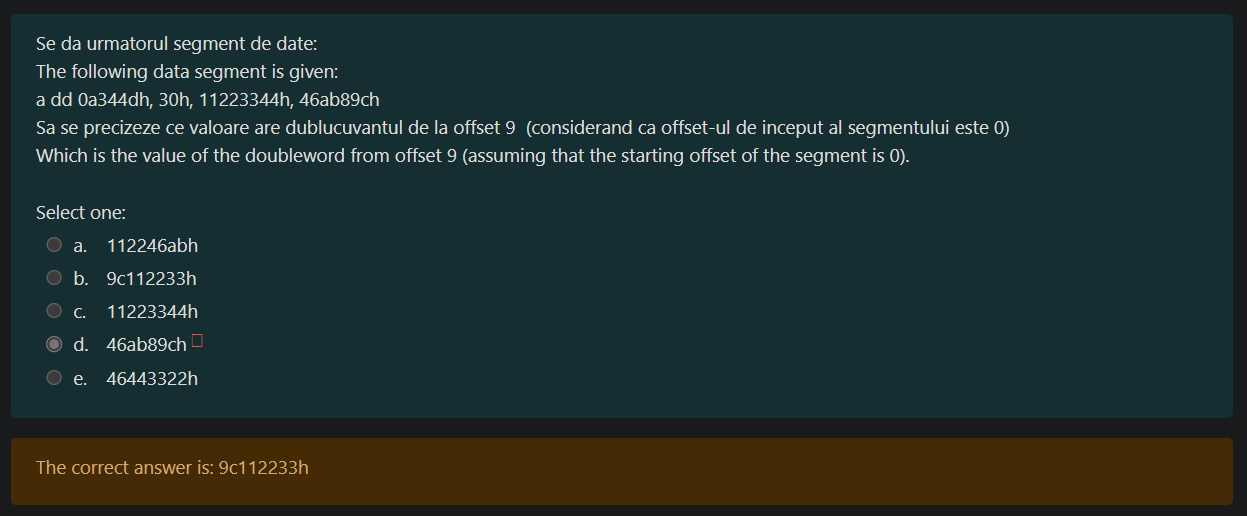 Se da urmatorul segment de date:
The following data segment is given:
a dd 0a344dh, 30h, 11223344h, 46ab89ch
Sa se precizeze ce valoare are dublucuvantul de la offset 9  (considerand ca offset-ul de inceput al segmentului este 0)
Which is the value of the doubleword from offset 9 (assuming that the starting offset of the segment is 0).
Select one:
a. 112246abh
b. 9c112233h
c. 11223344h
d. 46ab89ch
e. 46443322h
The correct answer is: 9c112233h